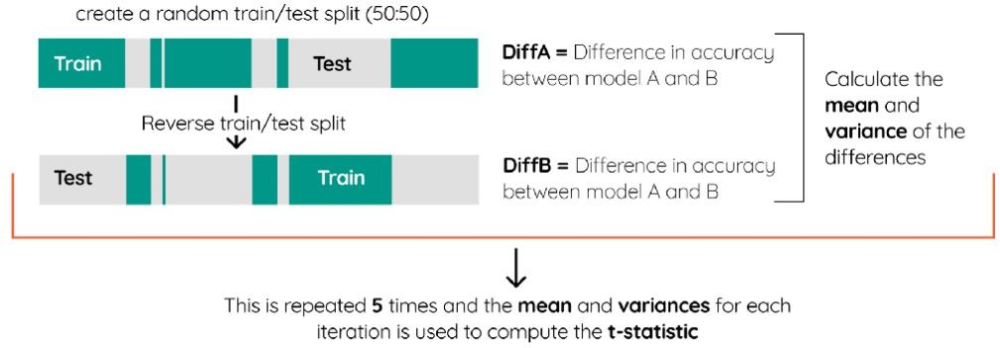 create a random train/test split (50:50)
Train
Test
DiffA = Difference in accuracy
between model A and B
Reverse train/test split
Test
Train
DiffB = Difference in accuracy
between model A and B
Calculate the
mean and
variance of the
differences
This is repeated 5 times and the mean and variances for each
iteration is used to compute the t-statistic